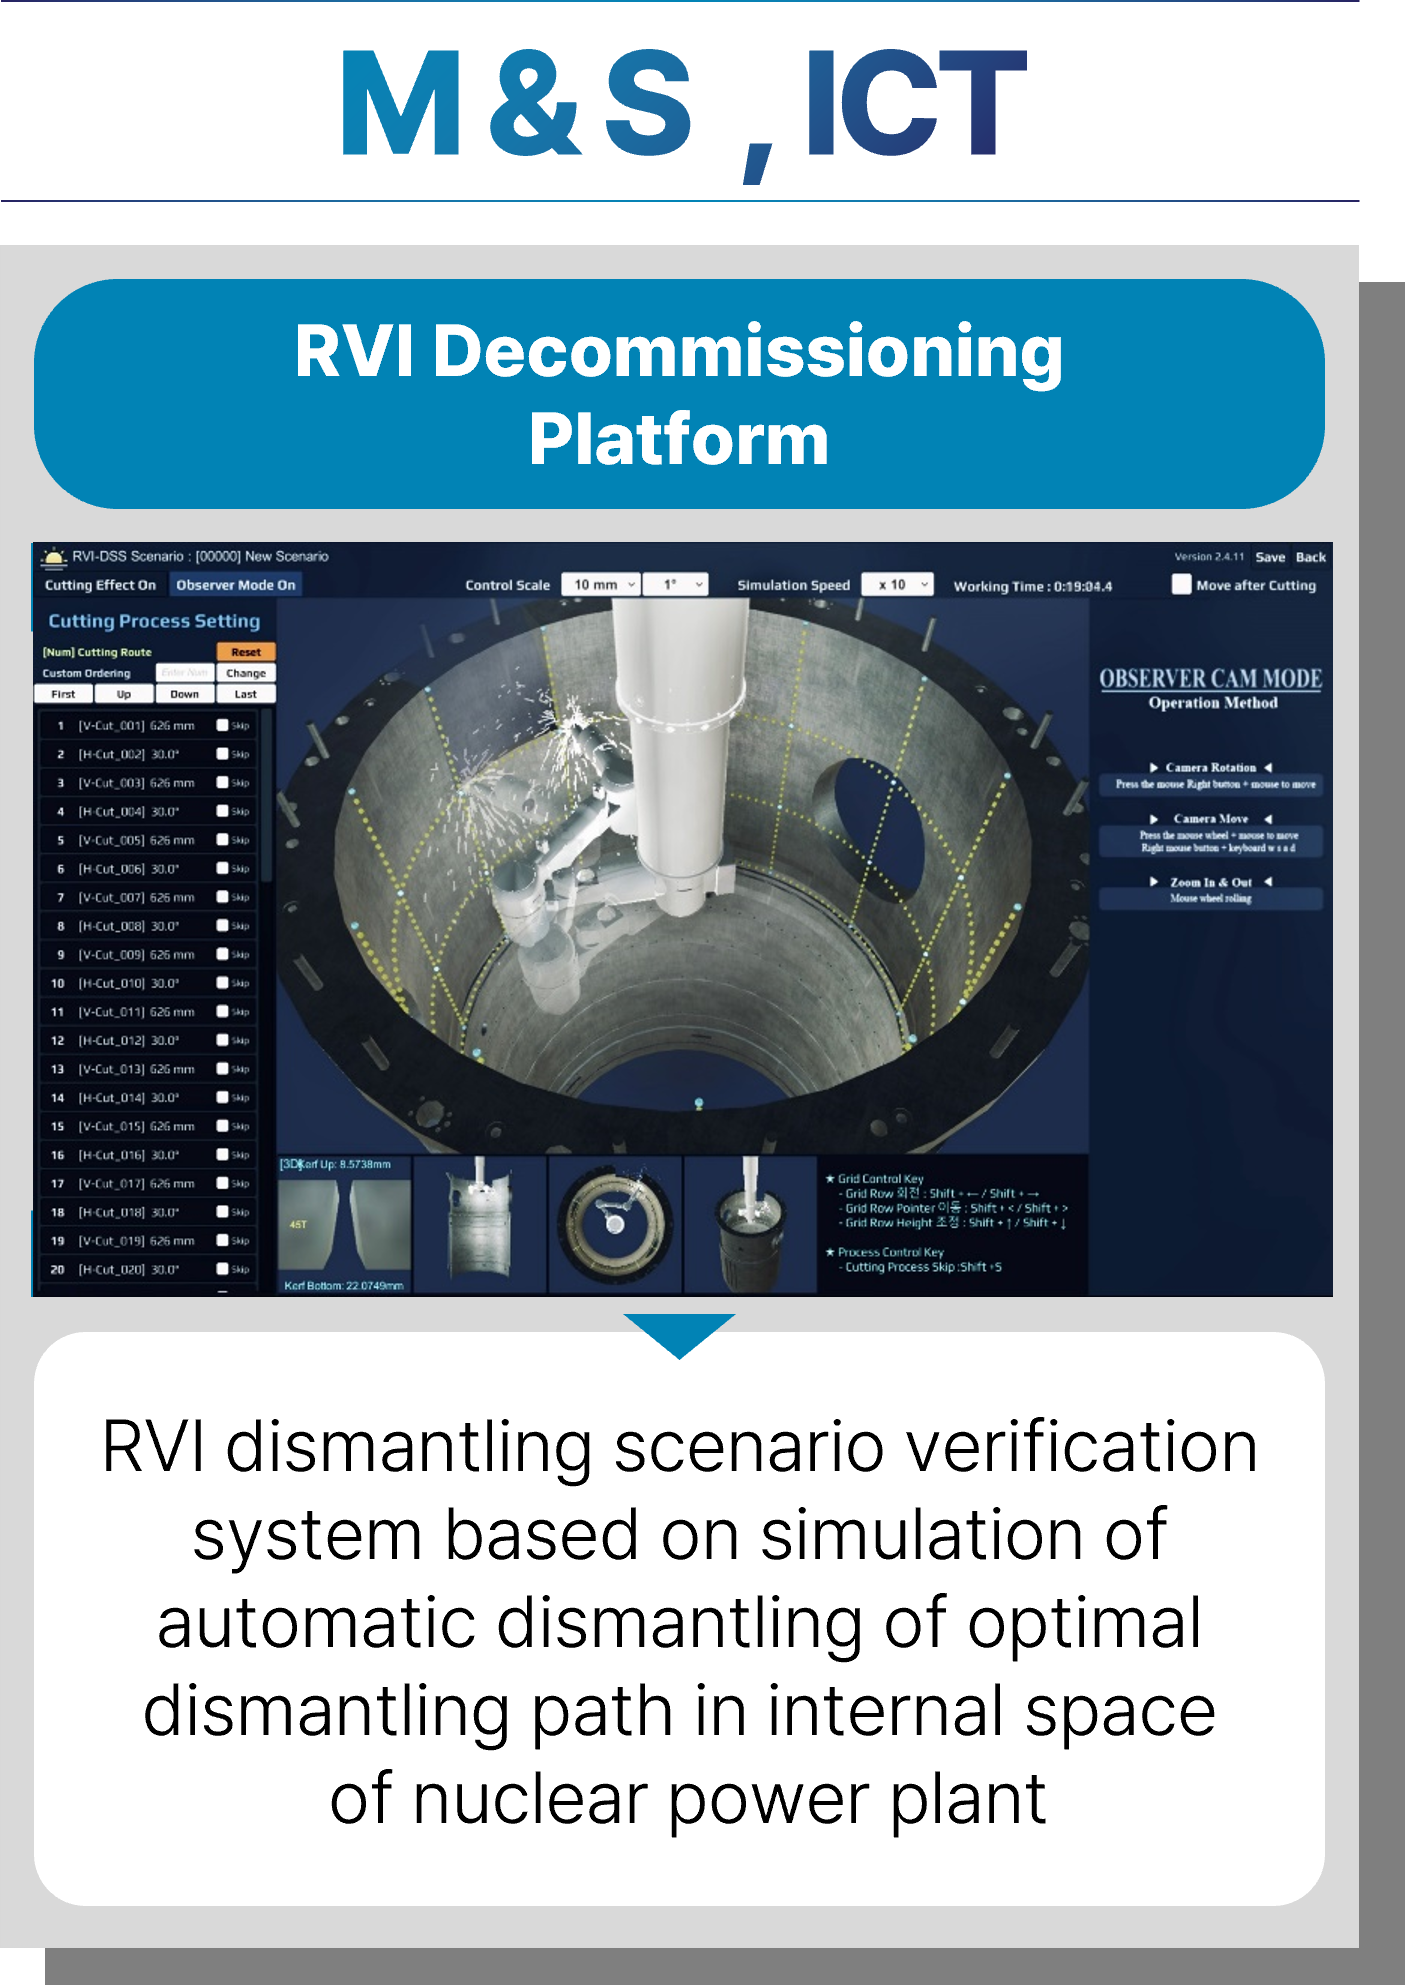 M & S , ICT
RVI Decommissioning
Platform
RVI-DSS Scenario : [00000] New Scenario
Version 2.4.11 Save Back
Cutting Effect On Observer Mode On Control Scale 10 mm 1° Simulation Speed x 10 Working Time : 0:19:04.4 Move after Cutting
Cutting Process Setting
[Num] Cutting Route Reset
Custom Ordering Enter Num Change
First Up Down Last
1 [V-Cut_001] 626 mm Skip
2 [H-Cut_002] 30.0° Skip
3 [V-Cut_003] 626 mm Skip
4 [H-Cut_004] 30.0° Skip
5 [V-Cut_005] 626 mm Skip
6 [H-Cut_006] 30.0° Skip
7 [V-Cut_007] 626 mm Skip
8 [H-Cut_008] 30.0° Skip
9 [V-Cut_009] 626 mm Skip
10 [H-Cut_010] 30.0° Skip
11 [V-Cut_011] 626 mm Skip
12 [H-Cut_012] 30.0° Skip
13 [V-Cut_013] 626 mm Skip
14 [H-Cut_014] 30.0° Skip
15 [V-Cut_015] 626 mm Skip
16 [H-Cut_016] 30.0° Skip
17 [V-Cut_017] 626 mm Skip
18 [H-Cut_018] 30.0° Skip
19 [V-Cut_019] 626 mm Skip
20 [H-Cut_020] 30.0° Skip
OBSERVER CAM MODE
Operation Method
▶ Camera Rotation ◀
Press the mouse Right button + mouse to move
▶ Camera Move ◀
Press the mouse wheel + mouse to move
Right mouse button + keyboard w s a d
▶ Zoom In & Out ◀
Mouse wheel rolling
[3D]Kerf Up: 8.5738mm
45T
Kerf Bottom: 22.0749mm
★ Grid Control Key
- Grid Row 회전 : Shift + ← / Shift + →
- Grid Row Pointer 이동 : Shift + < / Shift + >
- Grid Row Height 조정 : Shift + ↑ / Shift + ↓
★ Process Control Key
- Cutting Process Skip :Shift +S
RVI dismantling scenario verification
system based on simulation of
automatic dismantling of optimal
dismantling path in internal space
of nuclear power plant